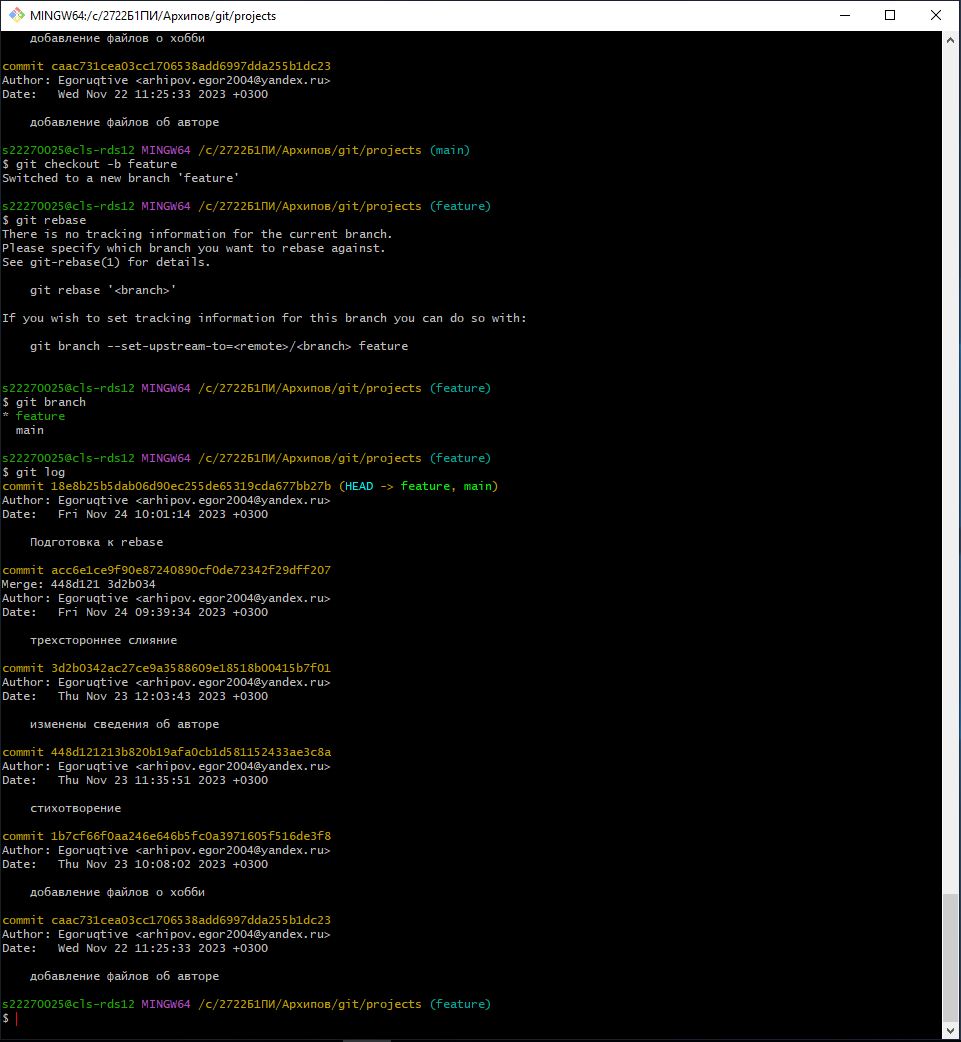 MINGW64:/c/2722Б1ПИ/Архипов/git/projects
добавление файлов о хобби
commit caac731cea03cc1706538add6997dda255b1dc23
Author: Egoruqtive <arhipov.egor2004@yandex.ru>
Date:   Wed Nov 22 11:25:33 2023 +0300
добавление файлов об авторе
s22270025@cls-rds12 MINGW64 /c/2722Б1ПИ/Архипов/git/projects (main)
$ git checkout -b feature
Switched to a new branch 'feature'
s22270025@cls-rds12 MINGW64 /c/2722Б1ПИ/Архипов/git/projects (feature)
$ git rebase
There is no tracking information for the current branch.
Please specify which branch you want to rebase against.
See git-rebase(1) for details.
git rebase '<branch>'
If you wish to set tracking information for this branch you can do so with:
git branch --set-upstream-to=<remote>/<branch> feature
s22270025@cls-rds12 MINGW64 /c/2722Б1ПИ/Архипов/git/projects (feature)
$ git branch
* feature
main
s22270025@cls-rds12 MINGW64 /c/2722Б1ПИ/Архипов/git/projects (feature)
$ git log
commit 18e8b25b5dab06d90ec255de65319cda677bb27b (HEAD -> feature, main)
Author: Egoruqtive <arhipov.egor2004@yandex.ru>
Date:   Fri Nov 24 10:01:14 2023 +0300
Подготовка к rebase
commit acc6e1ce9f90e87240890cf0de72342f29dff207
Merge: 448d121 3d2b034
Author: Egoruqtive <arhipov.egor2004@yandex.ru>
Date:   Fri Nov 24 09:39:34 2023 +0300
трехстороннее слияние
commit 3d2b0342ac27ce9a3588609e18518b00415b7f01
Author: Egoruqtive <arhipov.egor2004@yandex.ru>
Date:   Thu Nov 23 12:03:43 2023 +0300
изменены сведения об авторе
commit 448d121213b820b19afa0cb1d581152433ae3c8a
Author: Egoruqtive <arhipov.egor2004@yandex.ru>
Date:   Thu Nov 23 11:35:51 2023 +0300
стихотворение
commit 1b7cf66f0aa246e646b5fc0a3971605f516de3f8
Author: Egoruqtive <arhipov.egor2004@yandex.ru>
Date:   Thu Nov 23 10:08:02 2023 +0300
добавление файлов о хобби
commit caac731cea03cc1706538add6997dda255b1dc23
Author: Egoruqtive <arhipov.egor2004@yandex.ru>
Date:   Wed Nov 22 11:25:33 2023 +0300
добавление файлов об авторе
s22270025@cls-rds12 MINGW64 /c/2722Б1ПИ/Архипов/git/projects (feature)
$